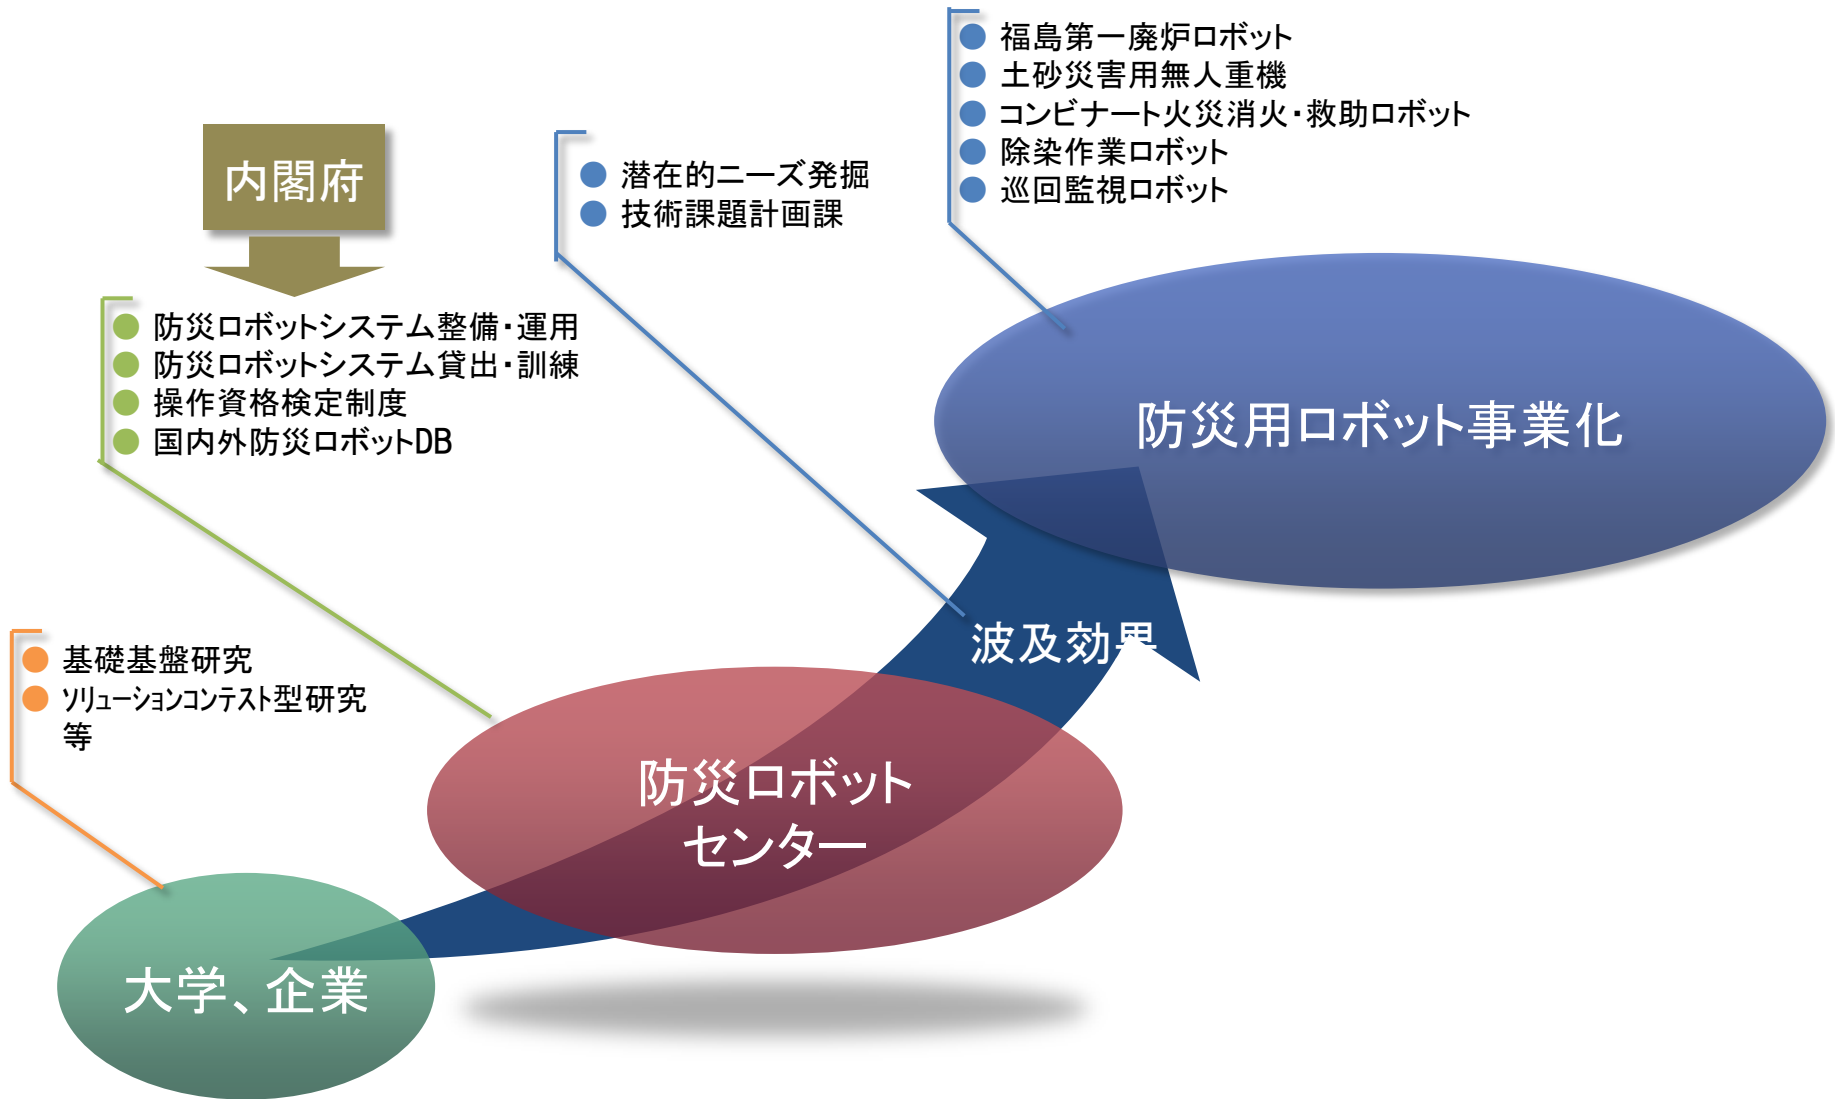 福島第一廃炉ロボット
土砂災害用無人重機
コンビナート火災消火・救助ロボット
除染作業ロボット
巡回監視ロボット
内閣府
潜在的ニーズ発掘
技術課題計画課
防災ロボットシステム整備・運用
防災ロボットシステム貸出・訓練
操作資格検定制度
国内外防災ロボットDB
防災用ロボット事業化
波及効果
基礎基盤研究
ソリューションコンテスト型研究
等
防災ロボット
センター
大学、企業